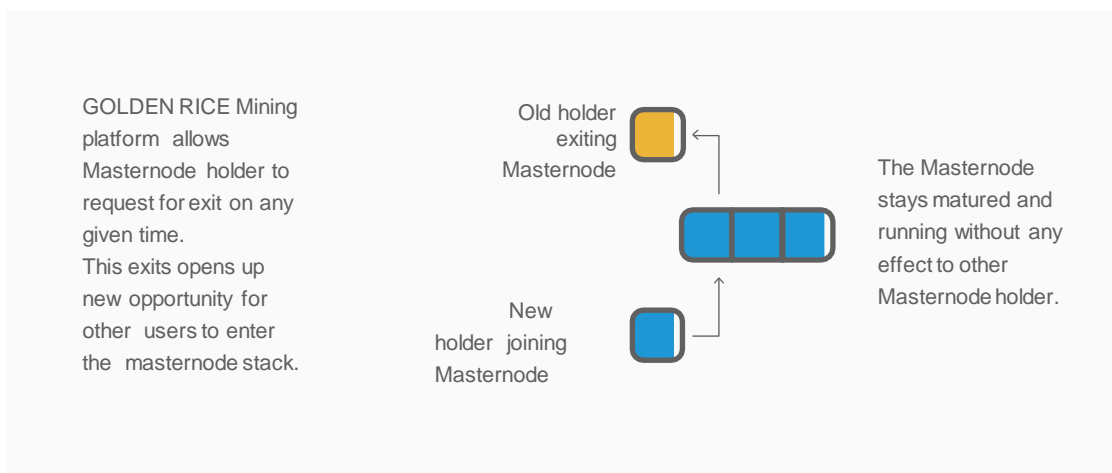 GOLDEN RICE Mining
platform allows
Masternode holder to
request for exit on any
given time.
This exits opens up
new opportunity for
other users to enter
the masternode stack.
Old holder
exiting
Masternode
New
holder joining
Masternode
The Masternode
stays matured and
running without any
effect to other
Masternode holder.